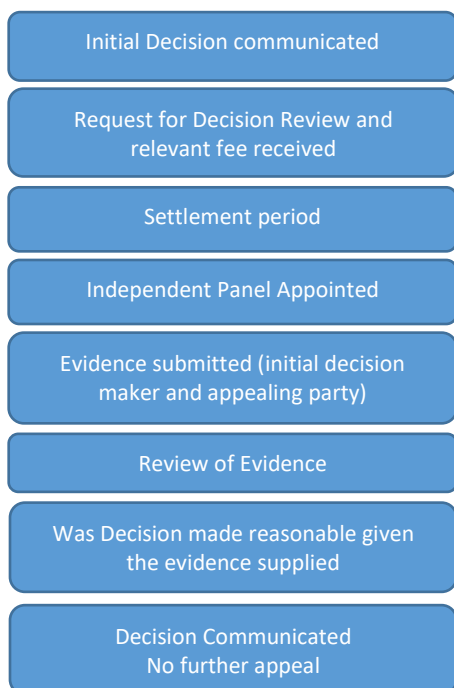 Initial Decision communicated
Request for Decision Review and
relevant fee received
Settlement period
Independent Panel Appointed
Evidence submitted (initial decision
maker and appealing party)
Review of Evidence
Was Decision made reasonable given
the evidence supplied
Decision Communicated
No further appeal